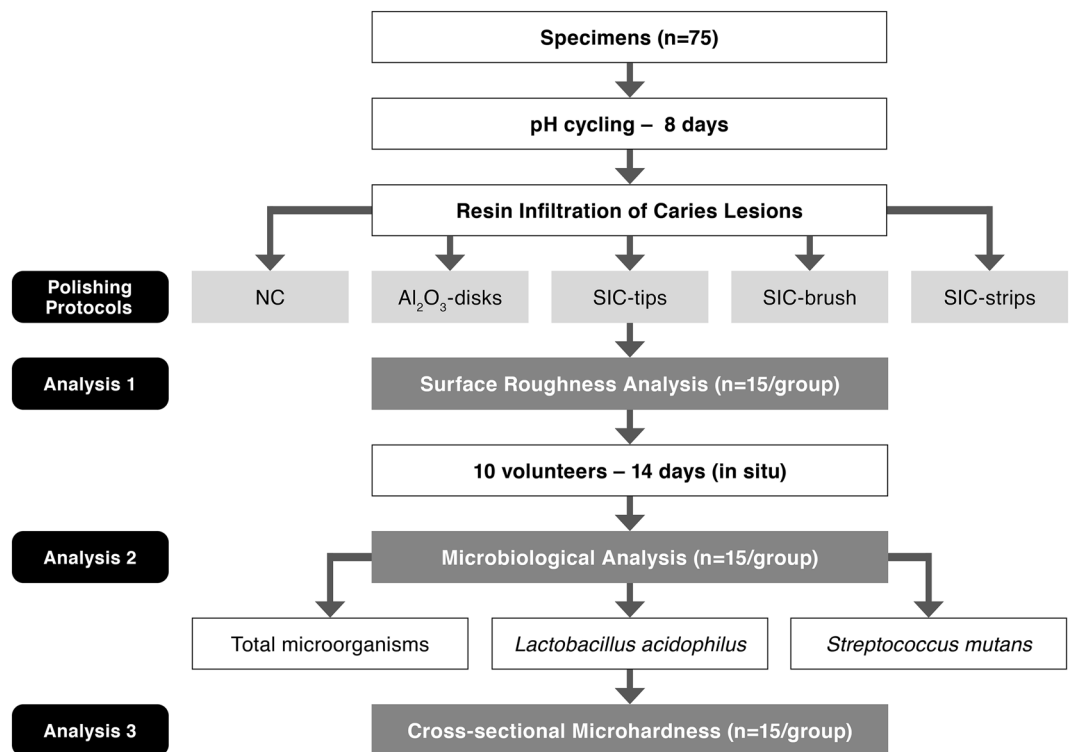 Specimens (n=75)
pH cycling – 8 days
Resin Infiltration of Caries Lesions
Polishing
Protocols
NC
Al₂O₃-disks
SIC-tips
SIC-brush
SIC-strips
Analysis 1
Surface Roughness Analysis (n=15/group)
10 volunteers – 14 days (in situ)
Analysis 2
Microbiological Analysis (n=15/group)
Total microorganisms
Lactobacillus acidophilus
Streptococcus mutans
Analysis 3
Cross-sectional Microhardness (n=15/group)